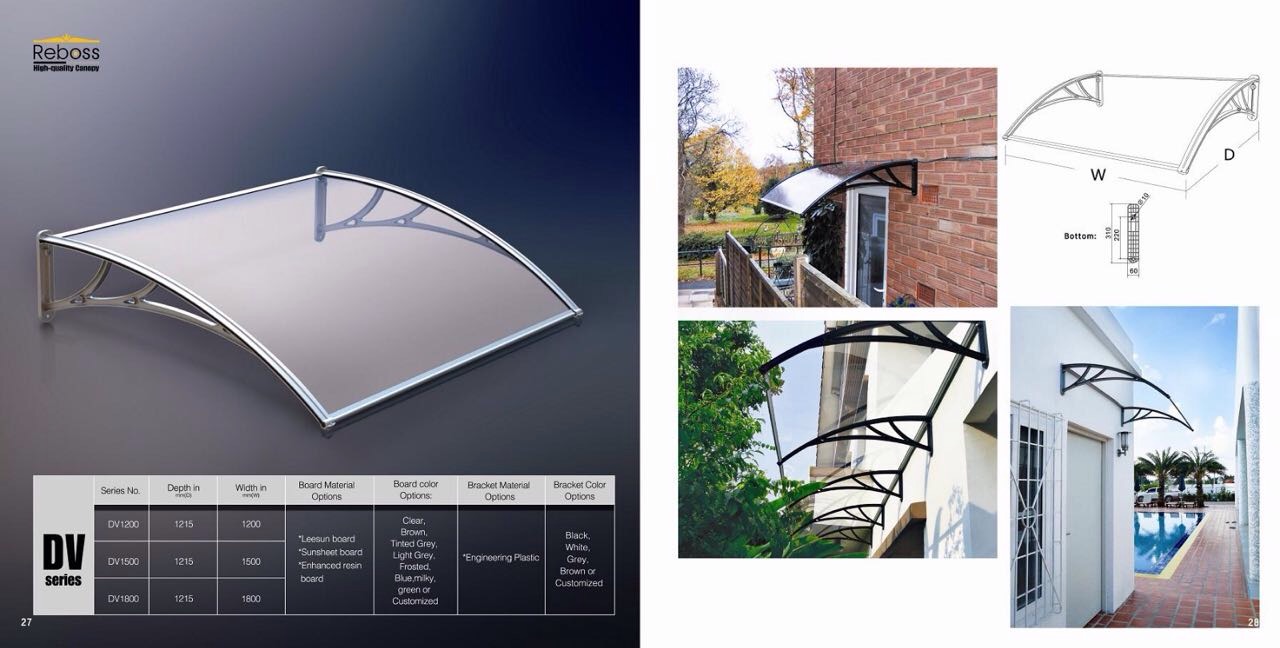 Reboss
High-quality Canopy
DV
series
Series No.
Depth in
mm(D)
Width in
mm(W)
Board Material
Options
Board color
Options:
Bracket Material
Options
Bracket Color
Options
DV1200
1215
1200
DV1500
1215
1500
DV1800
1215
1800
*Leesun board
*Sunsheet board
*Enhanced resin
board
Clear,
Brown,
Tinted Grey,
Light Grey,
Frosted,
Blue,milky,
green or
Customized
*Engineering Plastic
Black,
White,
Grey,
Brown or
Customized
27
W
D
Bottom:
310
220
60
28